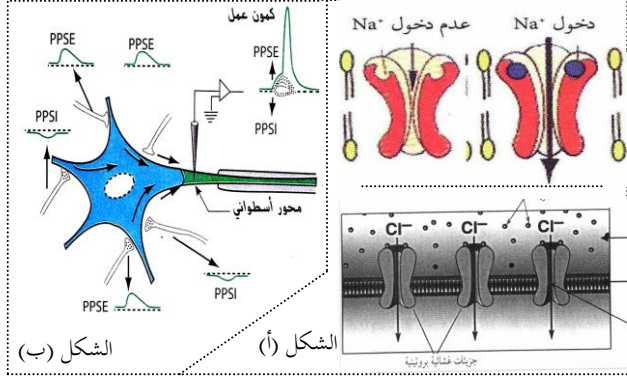 كمون عمل
PPSE
PPSI
PPSE
PPSE
PPSI
PPSE
PPSI
محور أسطواني
الشكل (ب)
الشكل (أ)
دخول Na⁺
عدم دخول Na⁺
Cl⁻
Cl⁻
Cl⁻
جزيئات غشائية بروتينية